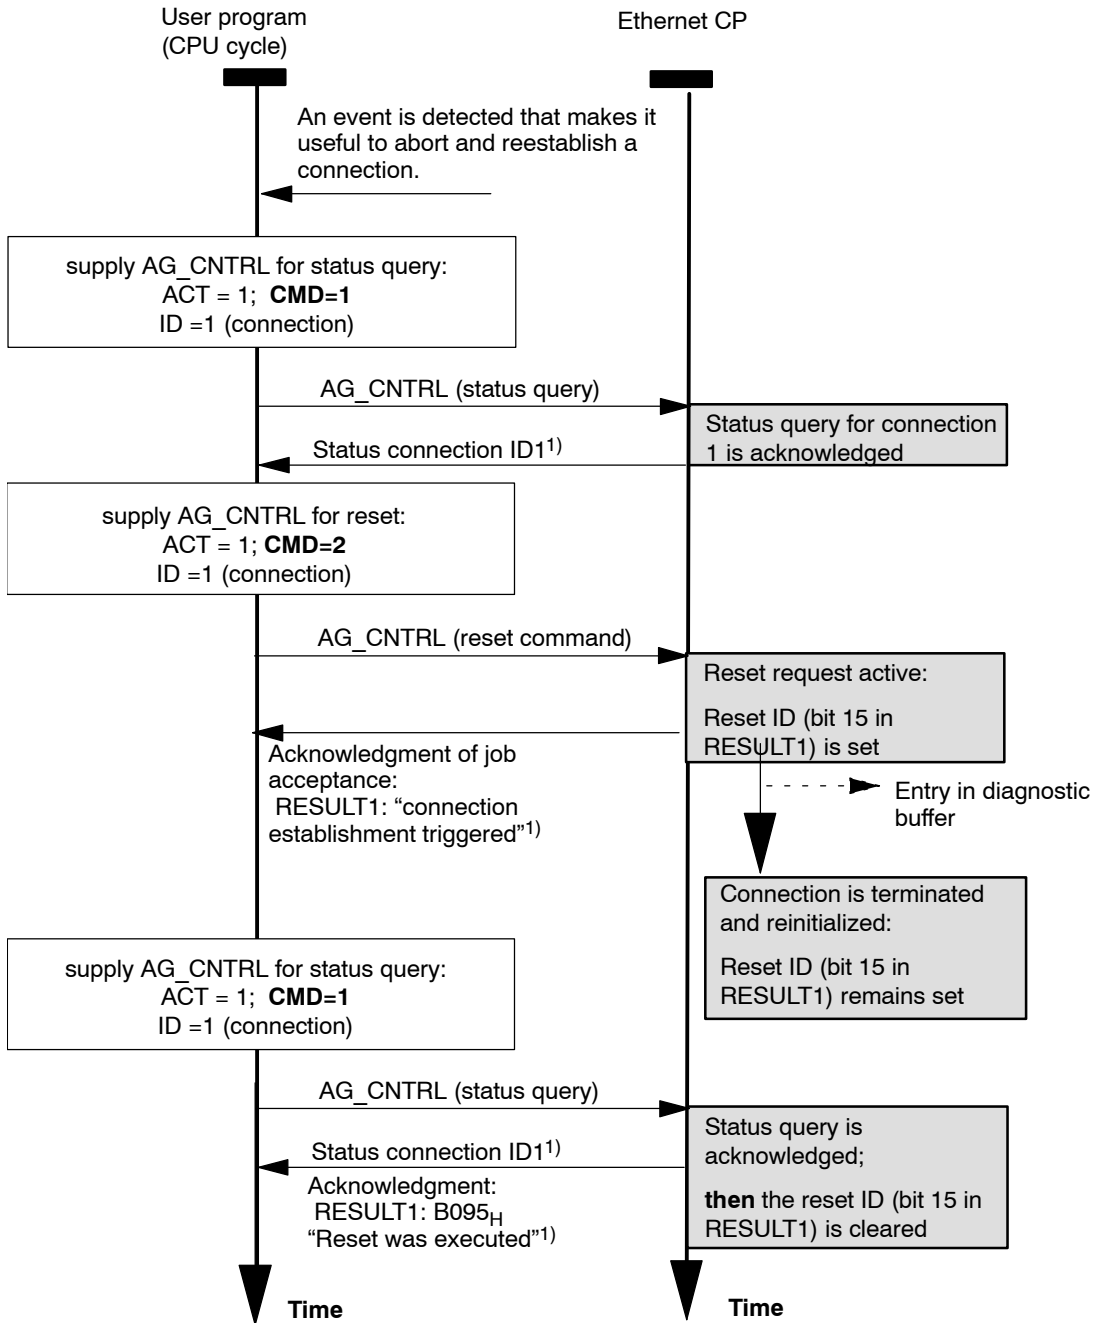 User program
(CPU cycle)
Ethernet CP
An event is detected that makes it
useful to abort and reestablish a
connection.
supply AG_CNTRL for status query:
ACT = 1; CMD=1
ID =1 (connection)
AG_CNTRL (status query)
Status query for connection
1 is acknowledged
Status connection ID11)
supply AG_CNTRL for reset:
ACT = 1; CMD=2
ID =1 (connection)
AG_CNTRL (reset command)
Reset request active:
Reset ID (bit 15 in
RESULT1) is set
Acknowledgment of job
acceptance:
RESULT1: “connection
establishment triggered”1)
Entry in diagnostic
buffer
Connection is terminated
and reinitialized:
Reset ID (bit 15 in
RESULT1) remains set
supply AG_CNTRL for status query:
ACT = 1; CMD=1
ID =1 (connection)
AG_CNTRL (status query)
Status query is
acknowledged;
then the reset ID (bit 15 in
RESULT1) is cleared
Status connection ID11)
Acknowledgment:
RESULT1: B095H
“Reset was executed”1)
Time
Time